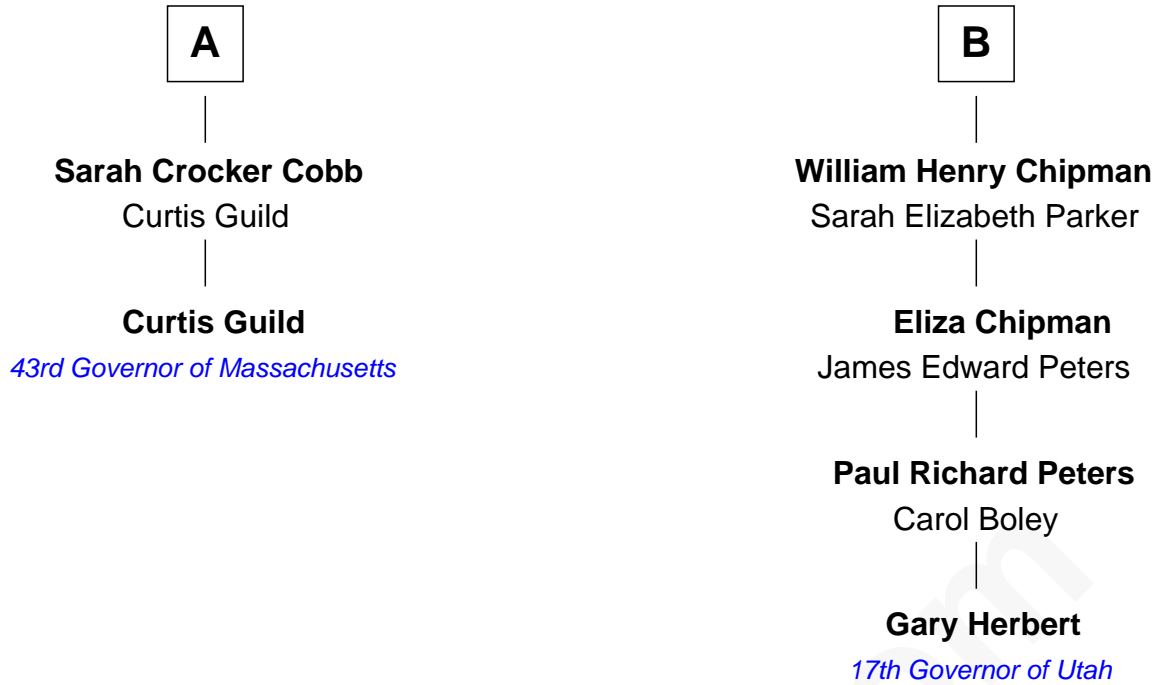 A
Sarah Crocker Cobb
Curtis Guild
Curtis Guild
43rd Governor of Massachusetts
B
William Henry Chipman
Sarah Elizabeth Parker
Eliza Chipman
James Edward Peters
Paul Richard Peters
Carol Boley
Gary Herbert
17th Governor of Utah